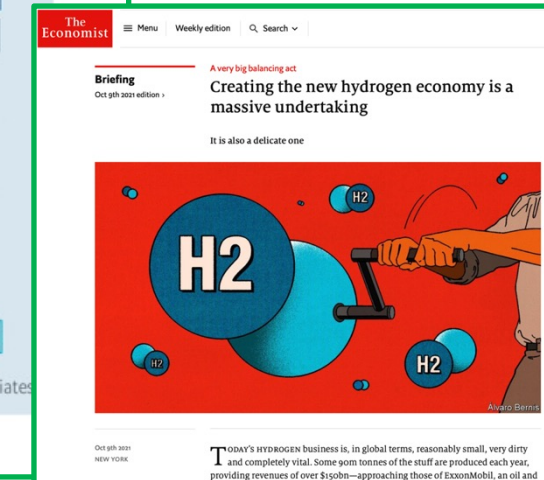 The
Economist
Menu
Weekly edition
Search
Briefing
Oct 9th 2021 edition ›
A very big balancing act
Creating the new hydrogen economy is a
massive undertaking
It is also a delicate one
H2
H2
H2
H2
Alvaro Bernis
iates
Oct 9th 2021
NEW YORK
TODAY'S HYDROGEN business is, in global terms, reasonably small, very dirty
and completely vital. Some 90m tonnes of the stuff are produced each year,
providing revenues of over $150bn—approaching those of ExxonMobil, an oil and